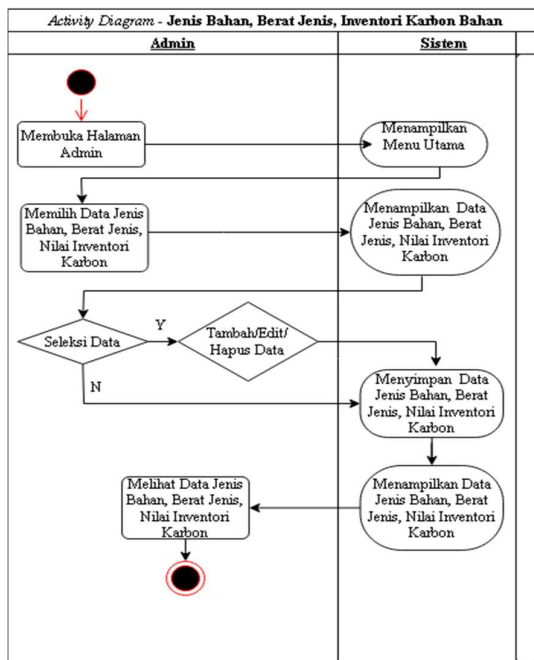 Activity Diagram - Jenis Bahan, Berat Jenis, Inventori Karbon Bahan
Admin
Sistem
Membuka Halaman
Admin
Menampilkan
Menu Utama
Memilih Data Jenis
Bahan, Berat Jenis,
Nilai Inventori
Karbon
Menampilkan Data
Jenis Bahan, Berat
Jenis, Nilai Inventori
Karbon
Seleksi Data
Y
Tambah/Edit/
Hapus Data
N
Menyimpan Data
Jenis Bahan, Berat
Jenis, Nilai Inventori
Karbon
Menampilkan Data
Jenis Bahan, Berat
Jenis, Nilai Inventori
Karbon
Melihat Data Jenis
Bahan, Berat Jenis,
Nilai Inventori
Karbon